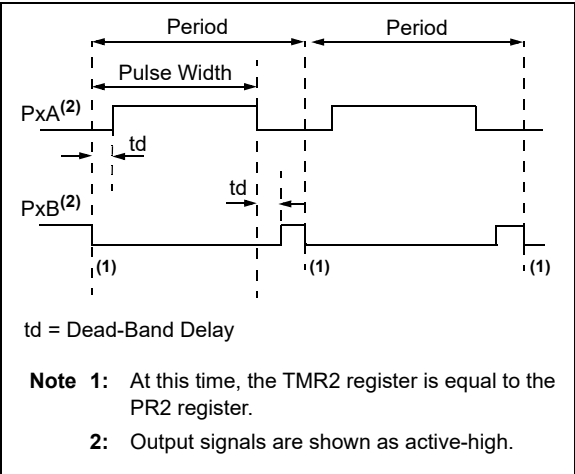 Period Period
Pulse Width
PxA(2)
td
td
PxB(2)
(1) (1) (1)
td = Dead-Band Delay
Note 1: At this time, the TMR2 register is equal to the
PR2 register.
2: Output signals are shown as active-high.